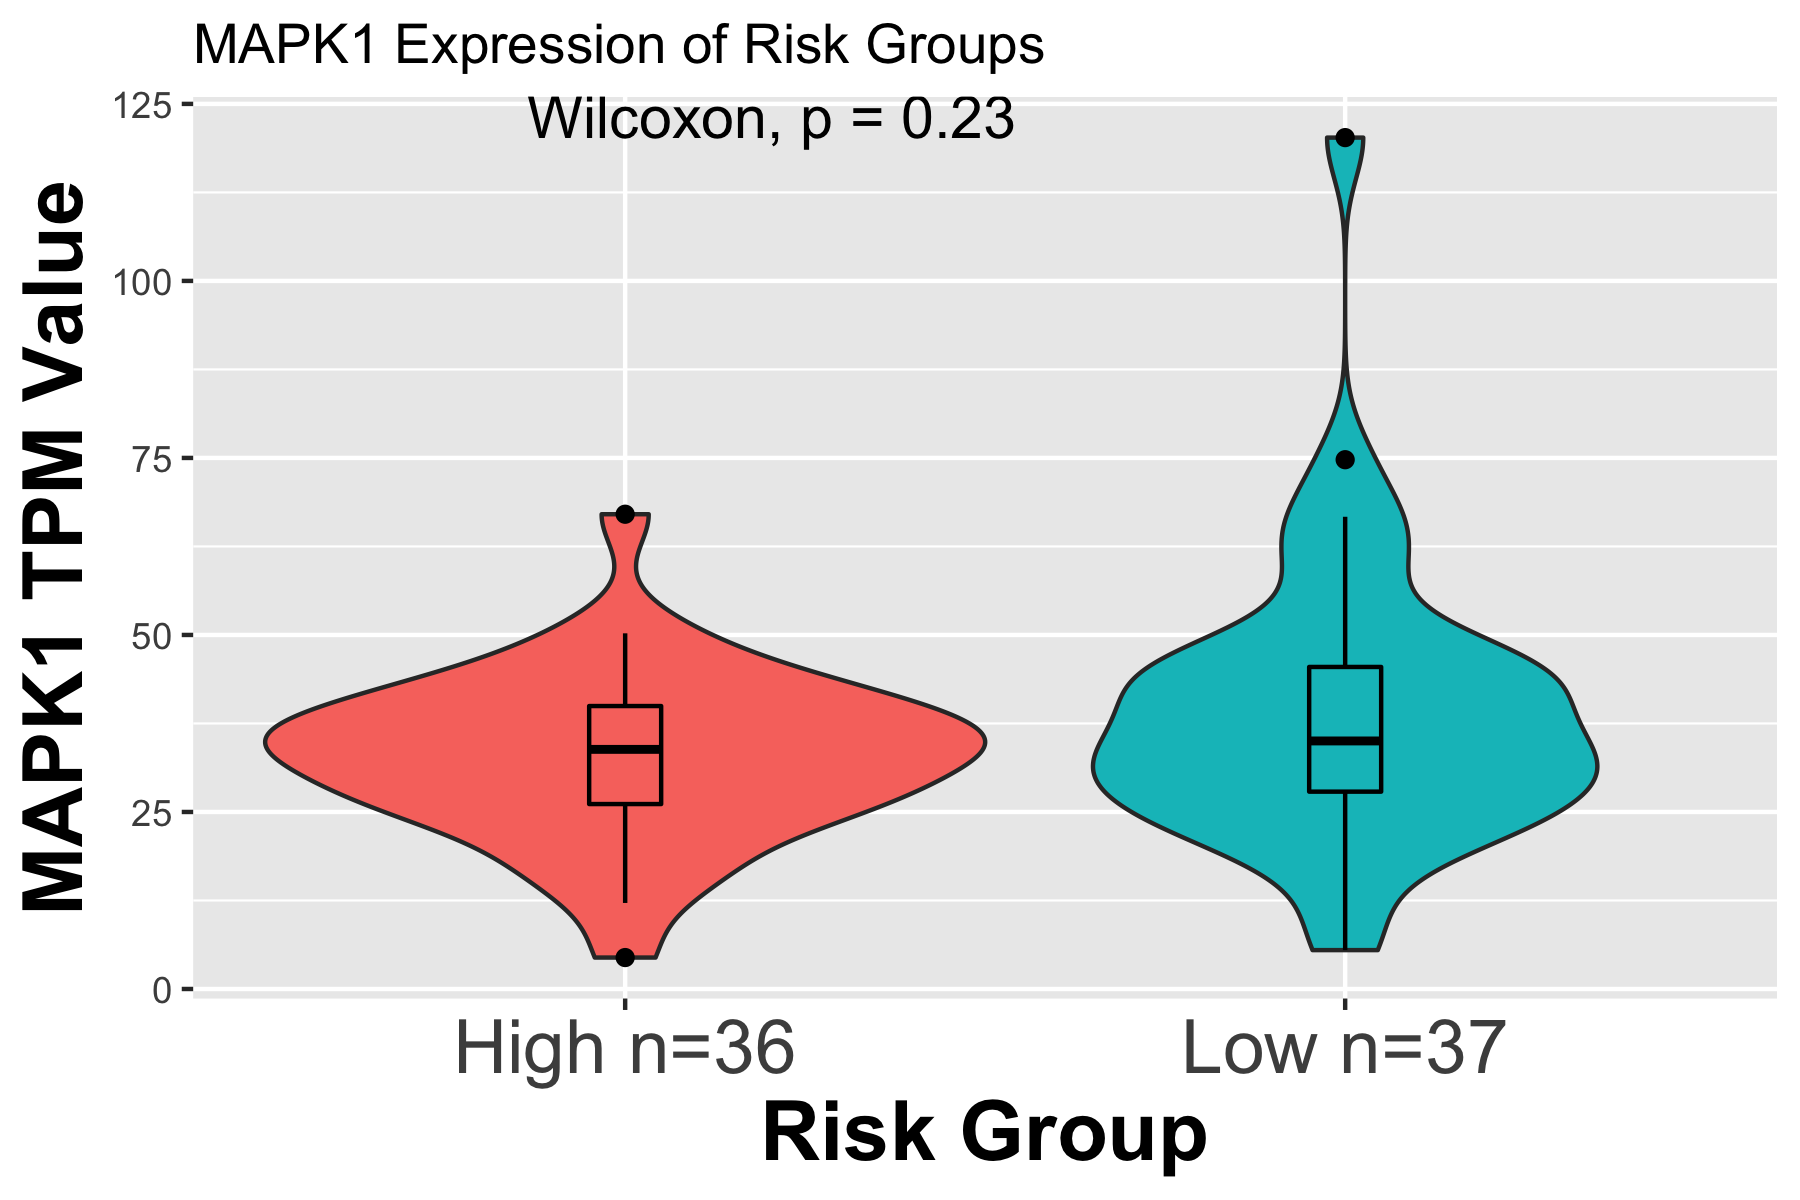 MAPK1 Expression of Risk Groups
Wilcoxon, p = 0.23
MAPK1 TPM Value
125
100
75
50
25
0
High n=36
Low n=37
Risk Group